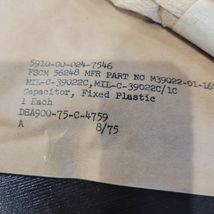 5910-00-024-7546
FSCM 56248 MFR PART NO M39022-01-16
MIL-C-39022C,MIL-C-39022C/1C
Capacitor, Fixed Plastic
1 Each
DSA900-75-C-4759
A 8/75